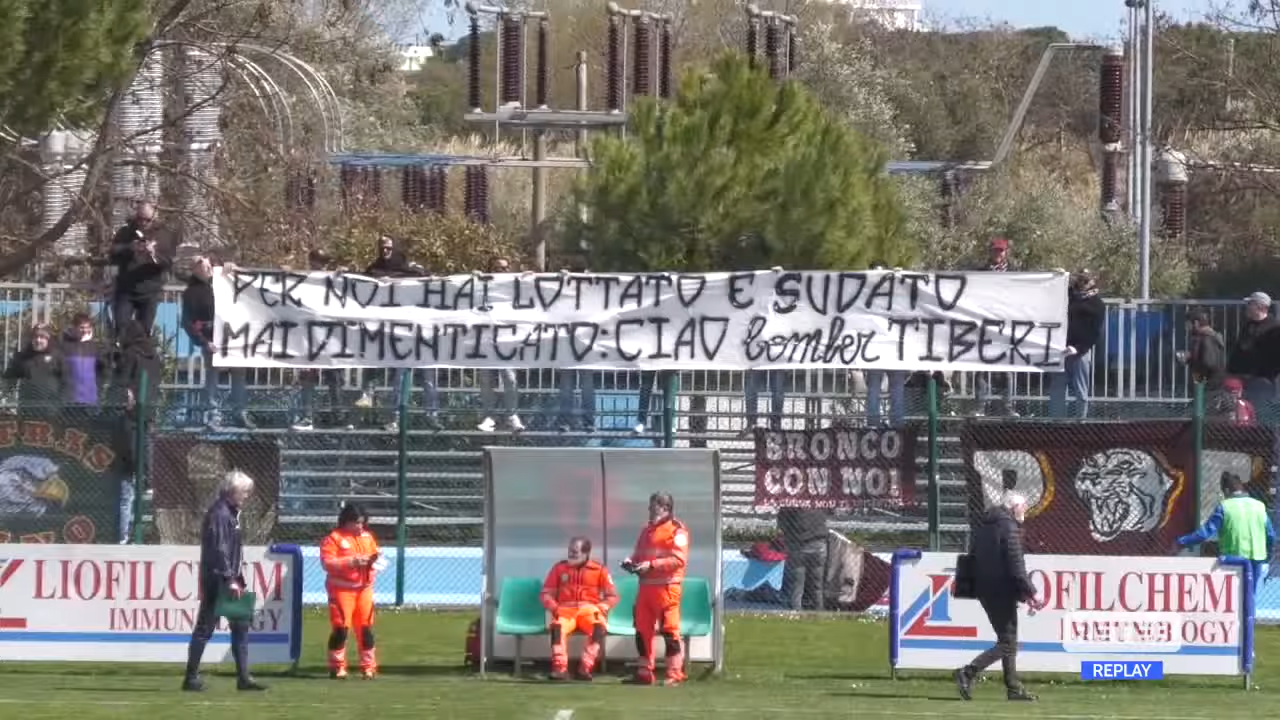 PER NOI HAI LOTTATO E SUDATO
MAI DIMENTICATO: CIAO bomber TIBERI
BRONCO
CON NOI
LIOFILCHEM
IMMUNOLOGY
LIOFILCHEM
IMMUNOLOGY
REPLAY